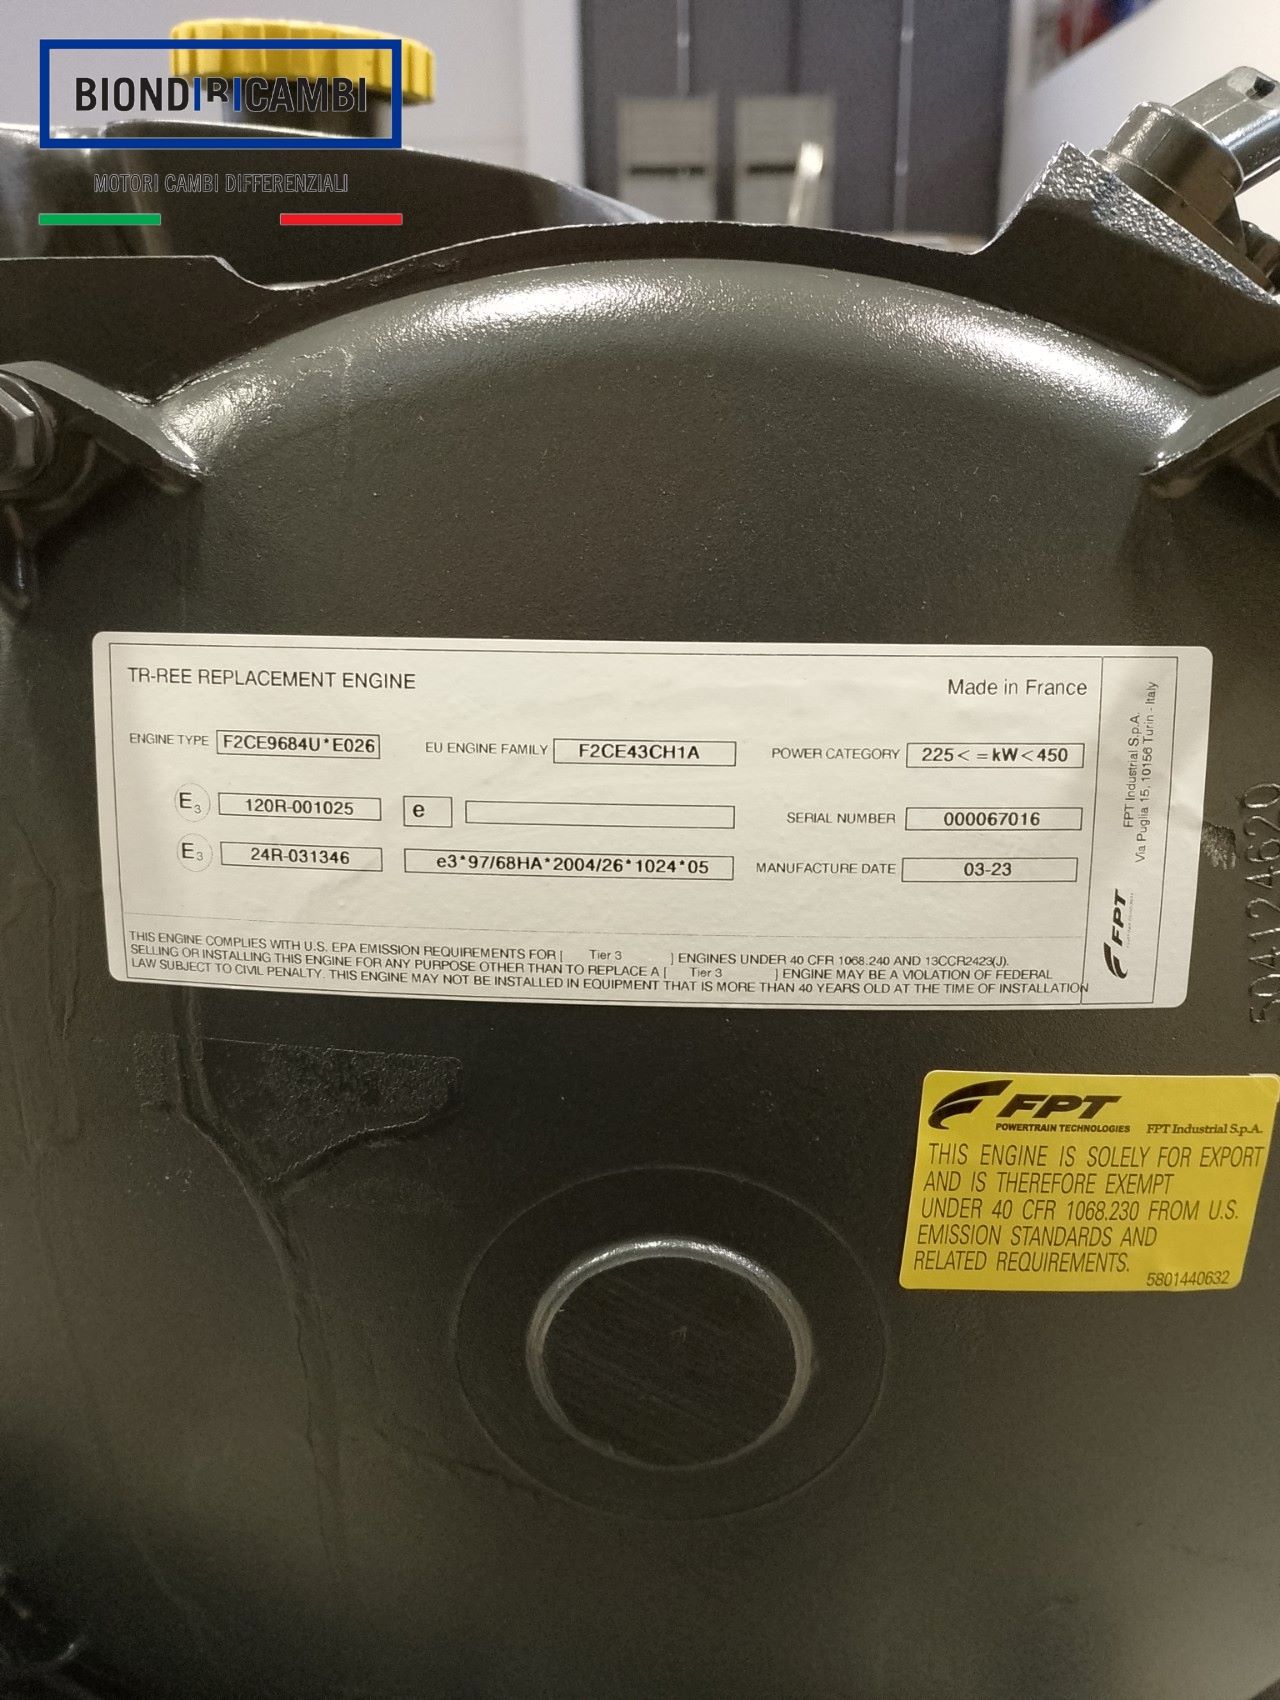 BIONDIRICAMBI
MOTORI CAMBI DIFFERENZIALI
TR-REE REPLACEMENT ENGINE
Made in France
ENGINE TYPE F2CE9684U*E026 EU ENGINE FAMILY F2CE43CH1A POWER CATEGORY 225< =kW<450
E3 120R-001025 e SERIAL NUMBER 000067016
E3 24R-031346 e3*97/68HA*2004/26*1024*05 MANUFACTURE DATE 03-23
THIS ENGINE COMPLIES WITH U.S. EPA EMISSION REQUIREMENTS FOR [ Tier 3 ] ENGINES UNDER 40 CFR 1068.240 AND 13CCR2423(J).
SELLING OR INSTALLING THIS ENGINE FOR ANY PURPOSE OTHER THAN TO REPLACE A [ Tier 3 ] ENGINE MAY BE A VIOLATION OF FEDERAL
LAW SUBJECT TO CIVIL PENALTY. THIS ENGINE MAY NOT BE INSTALLED IN EQUIPMENT THAT IS MORE THAN 40 YEARS OLD AT THE TIME OF INSTALLATION
FPT
FPT Industrial S.p.A.
Via Puglia 15, 10156 Turin - Italy
504124620
FPT
POWERTRAIN TECHNOLOGIES FPT Industrial S.p.A.
THIS ENGINE IS SOLELY FOR EXPORT
AND IS THEREFORE EXEMPT
UNDER 40 CFR 1068.230 FROM U.S.
EMISSION STANDARDS AND
RELATED REQUIREMENTS.
5801440632